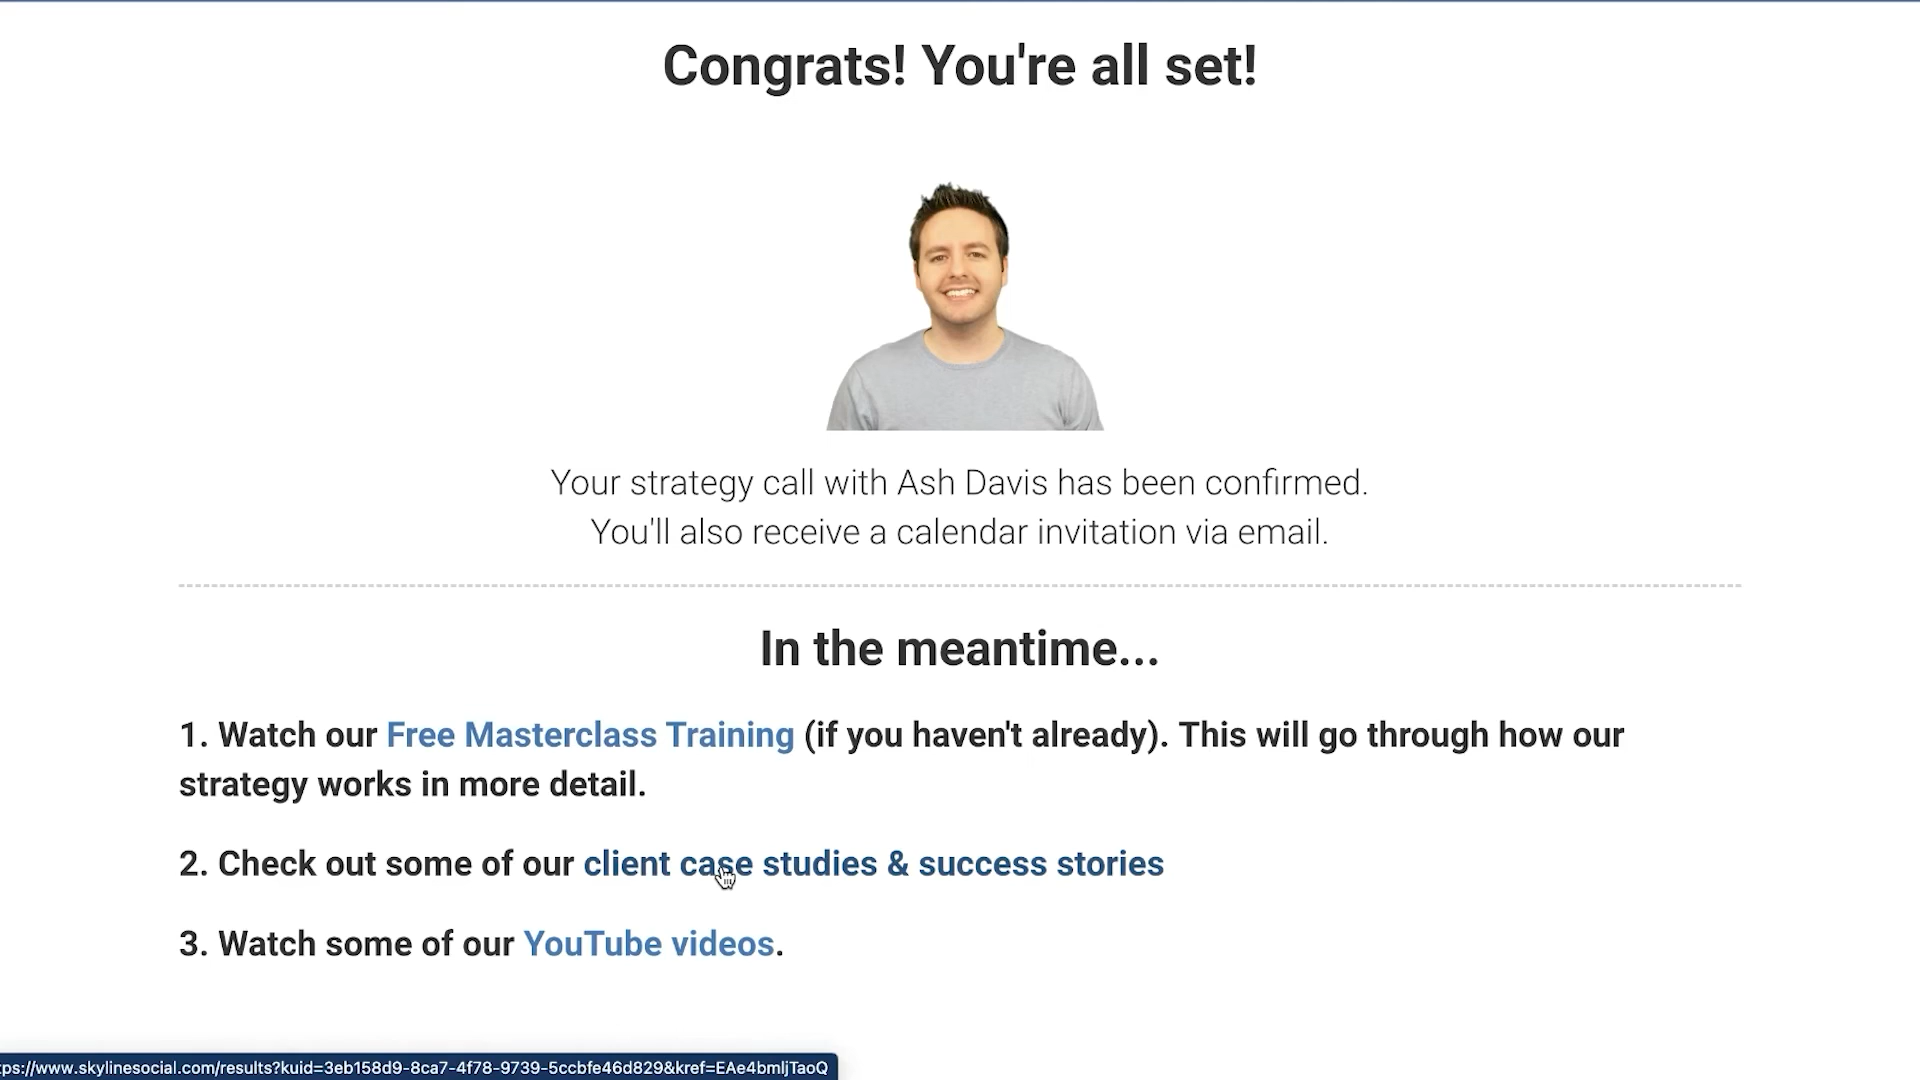 Congrats! You're all set!
Your strategy call with Ash Davis has been confirmed.
You'll also receive a calendar invitation via email.
In the meantime...
1. Watch our Free Masterclass Training (if you haven't already). This will go through how our
strategy works in more detail.
2. Check out some of our client case studies & success stories
3. Watch some of our YouTube videos.
tps://www.skylinesocial.com/results?kuid=3eb158d9-8ca7-4f78-9739-5ccbfe46d829&kref=EAe4bmljTaoQ